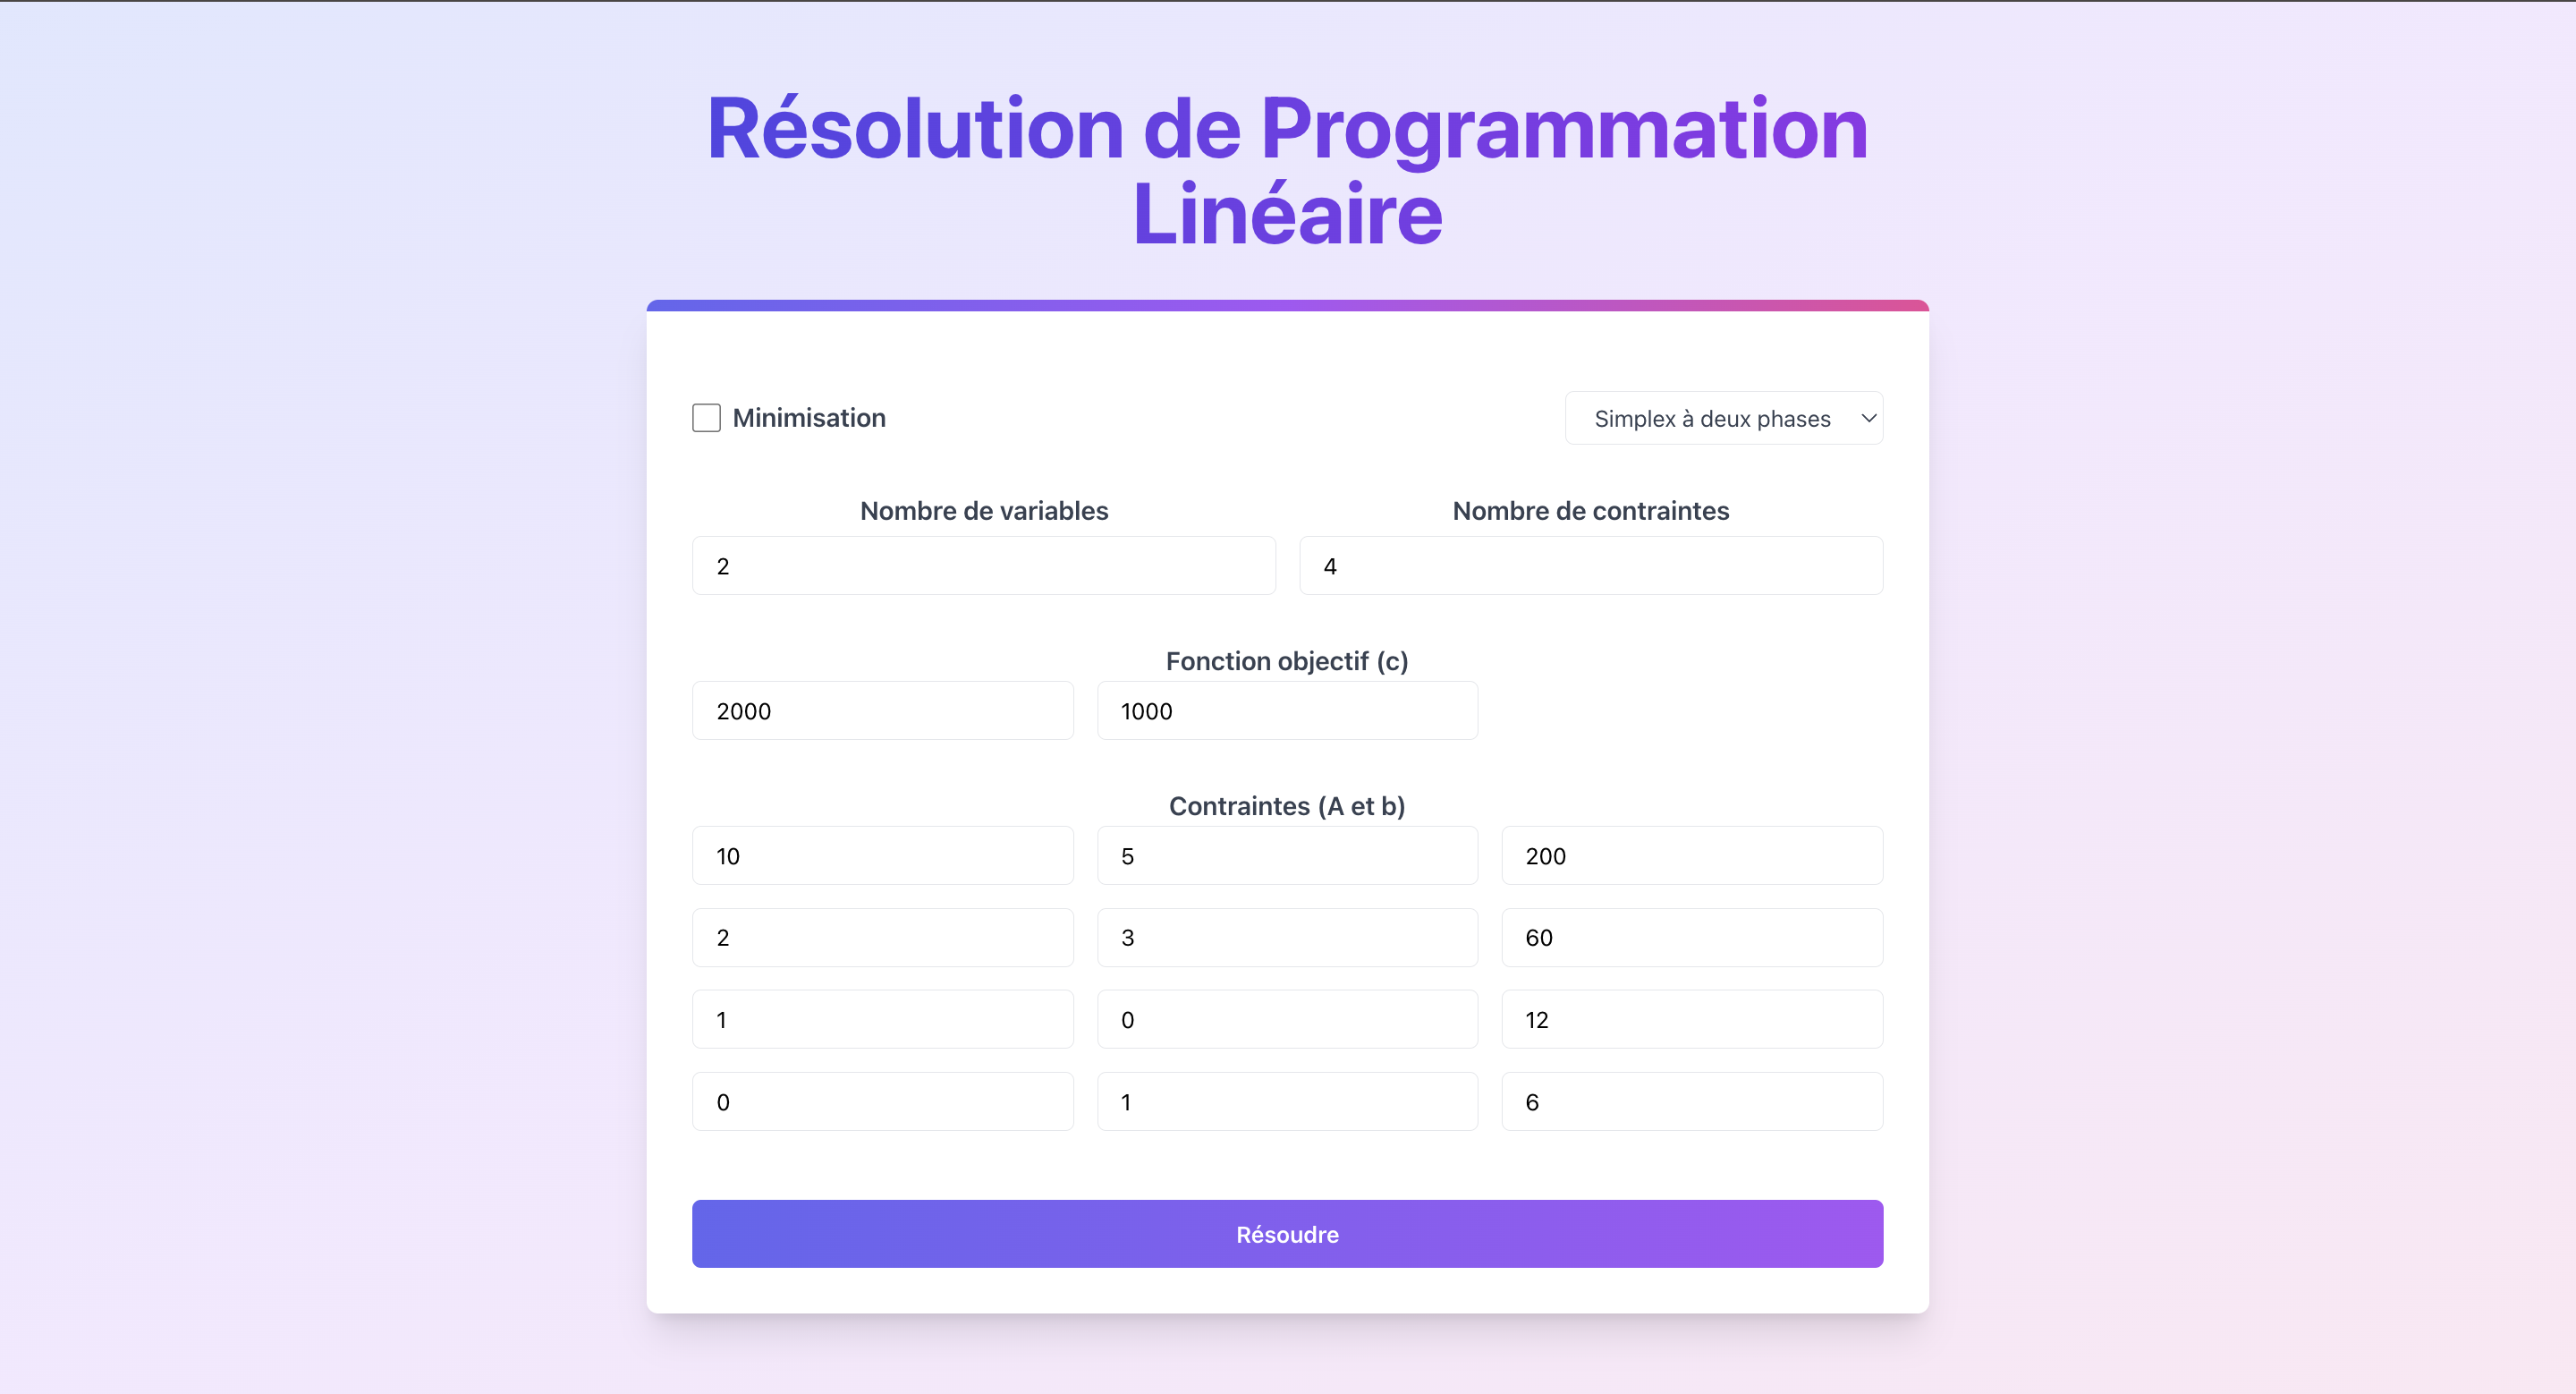 Résolution de Programmation
Linéaire
Minimisation
Simplex à deux phases
Nombre de variables
Nombre de contraintes
2
4
Fonction objectif (c)
2000
1000
Contraintes (A et b)
10
5
200
2
3
60
1
0
12
0
1
6
Résoudre